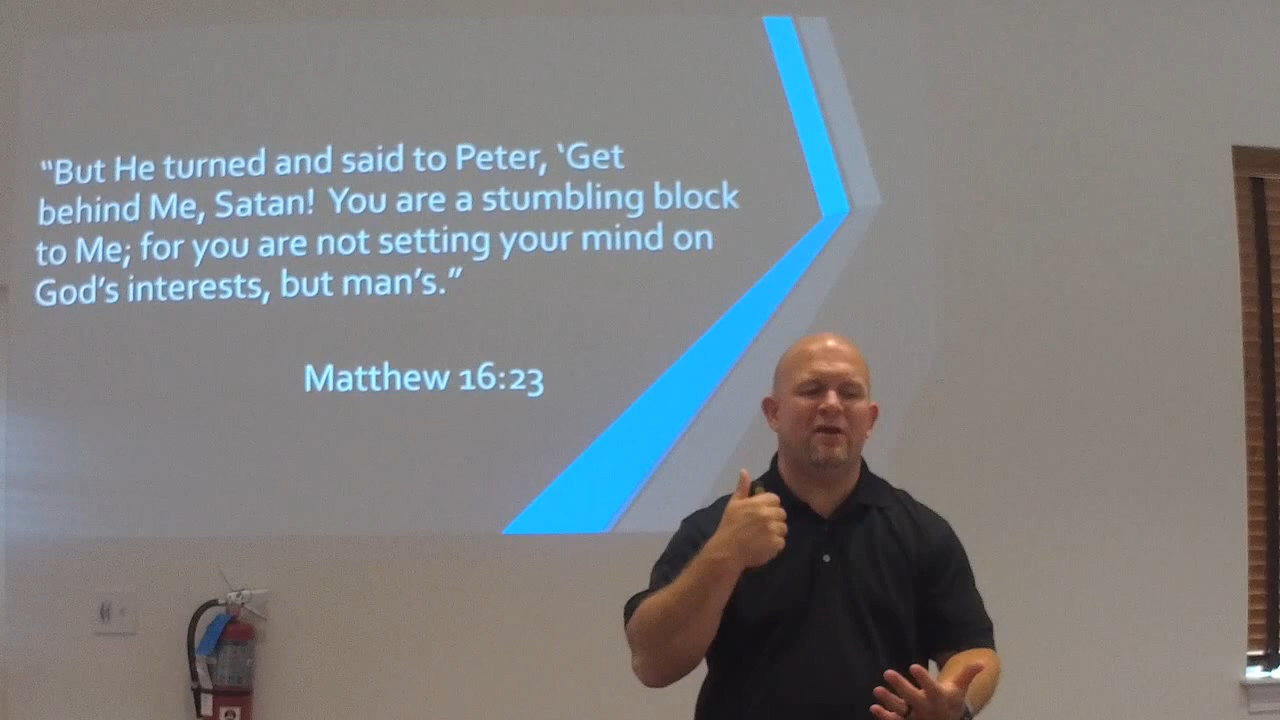 “But He turned and said to Peter, ‘Get
behind Me, Satan!  You are a stumbling block
to Me; for you are not setting your mind on
God’s interests, but man’s.”
Matthew 16:23